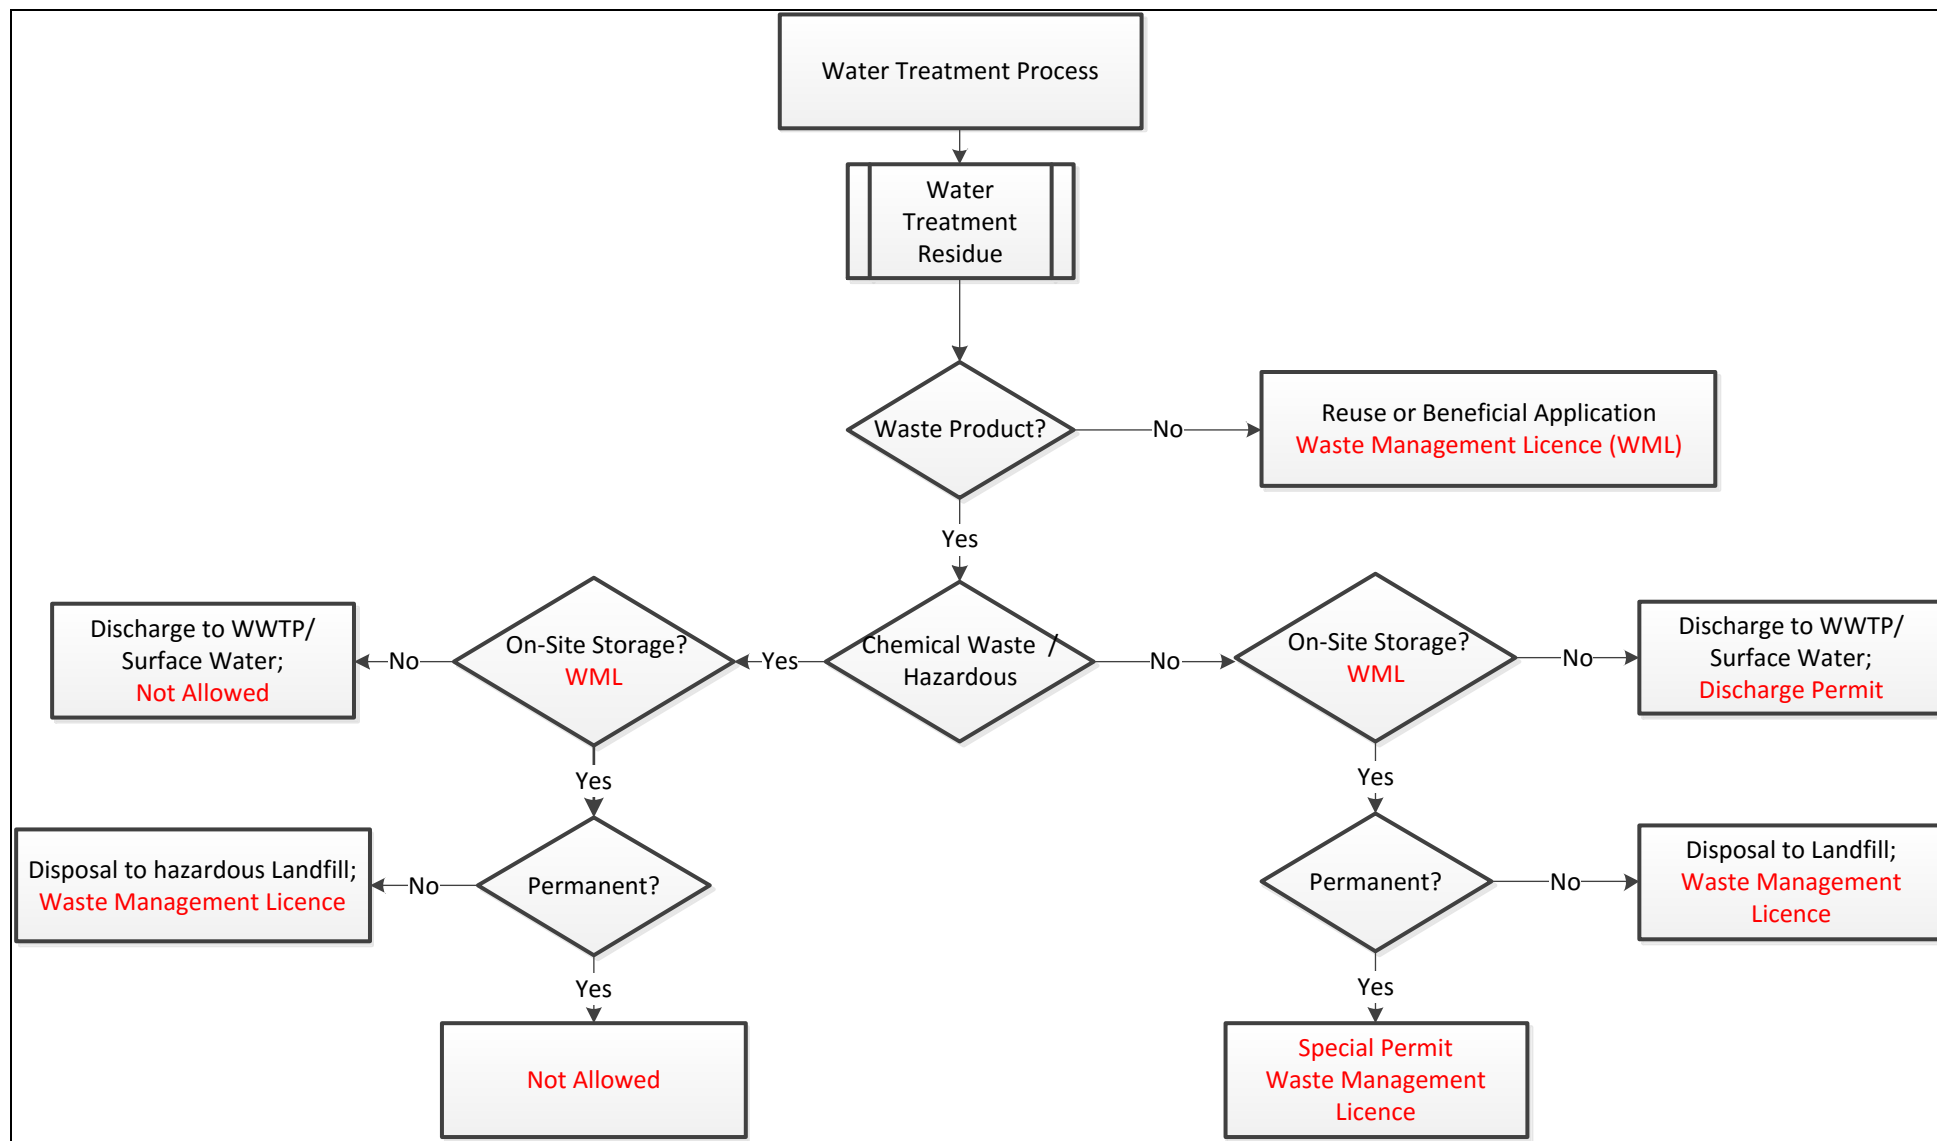 Water Treatment Process
Water
Treatment
Residue
Waste Product?
No
Reuse or Beneficial Application
Waste Management Licence (WML)
Yes
Discharge to WWTP/
Surface Water;
Not Allowed
No
On-Site Storage?
WML
Yes
Chemical Waste /
Hazardous
No
On-Site Storage?
WML
No
Discharge to WWTP/
Surface Water;
Discharge Permit
Yes
Yes
Disposal to hazardous Landfill;
Waste Management Licence
No
Permanent?
Permanent?
No
Disposal to Landfill;
Waste Management
Licence
Yes
Yes
Not Allowed
Special Permit
Waste Management
Licence